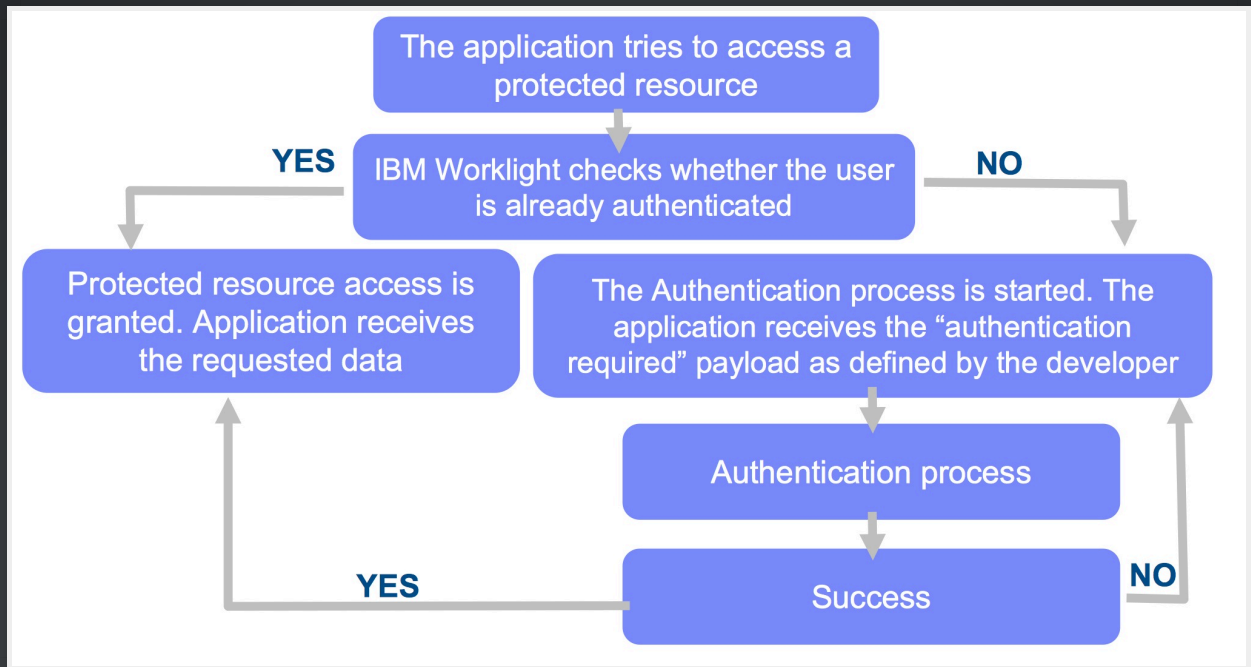 The application tries to access a
protected resource
YES
IBM Worklight checks whether the user
is already authenticated
NO
Protected resource access is
granted. Application receives
the requested data
The Authentication process is started. The
application receives the “authentication
required” payload as defined by the developer
Authentication process
YES
Success
NO